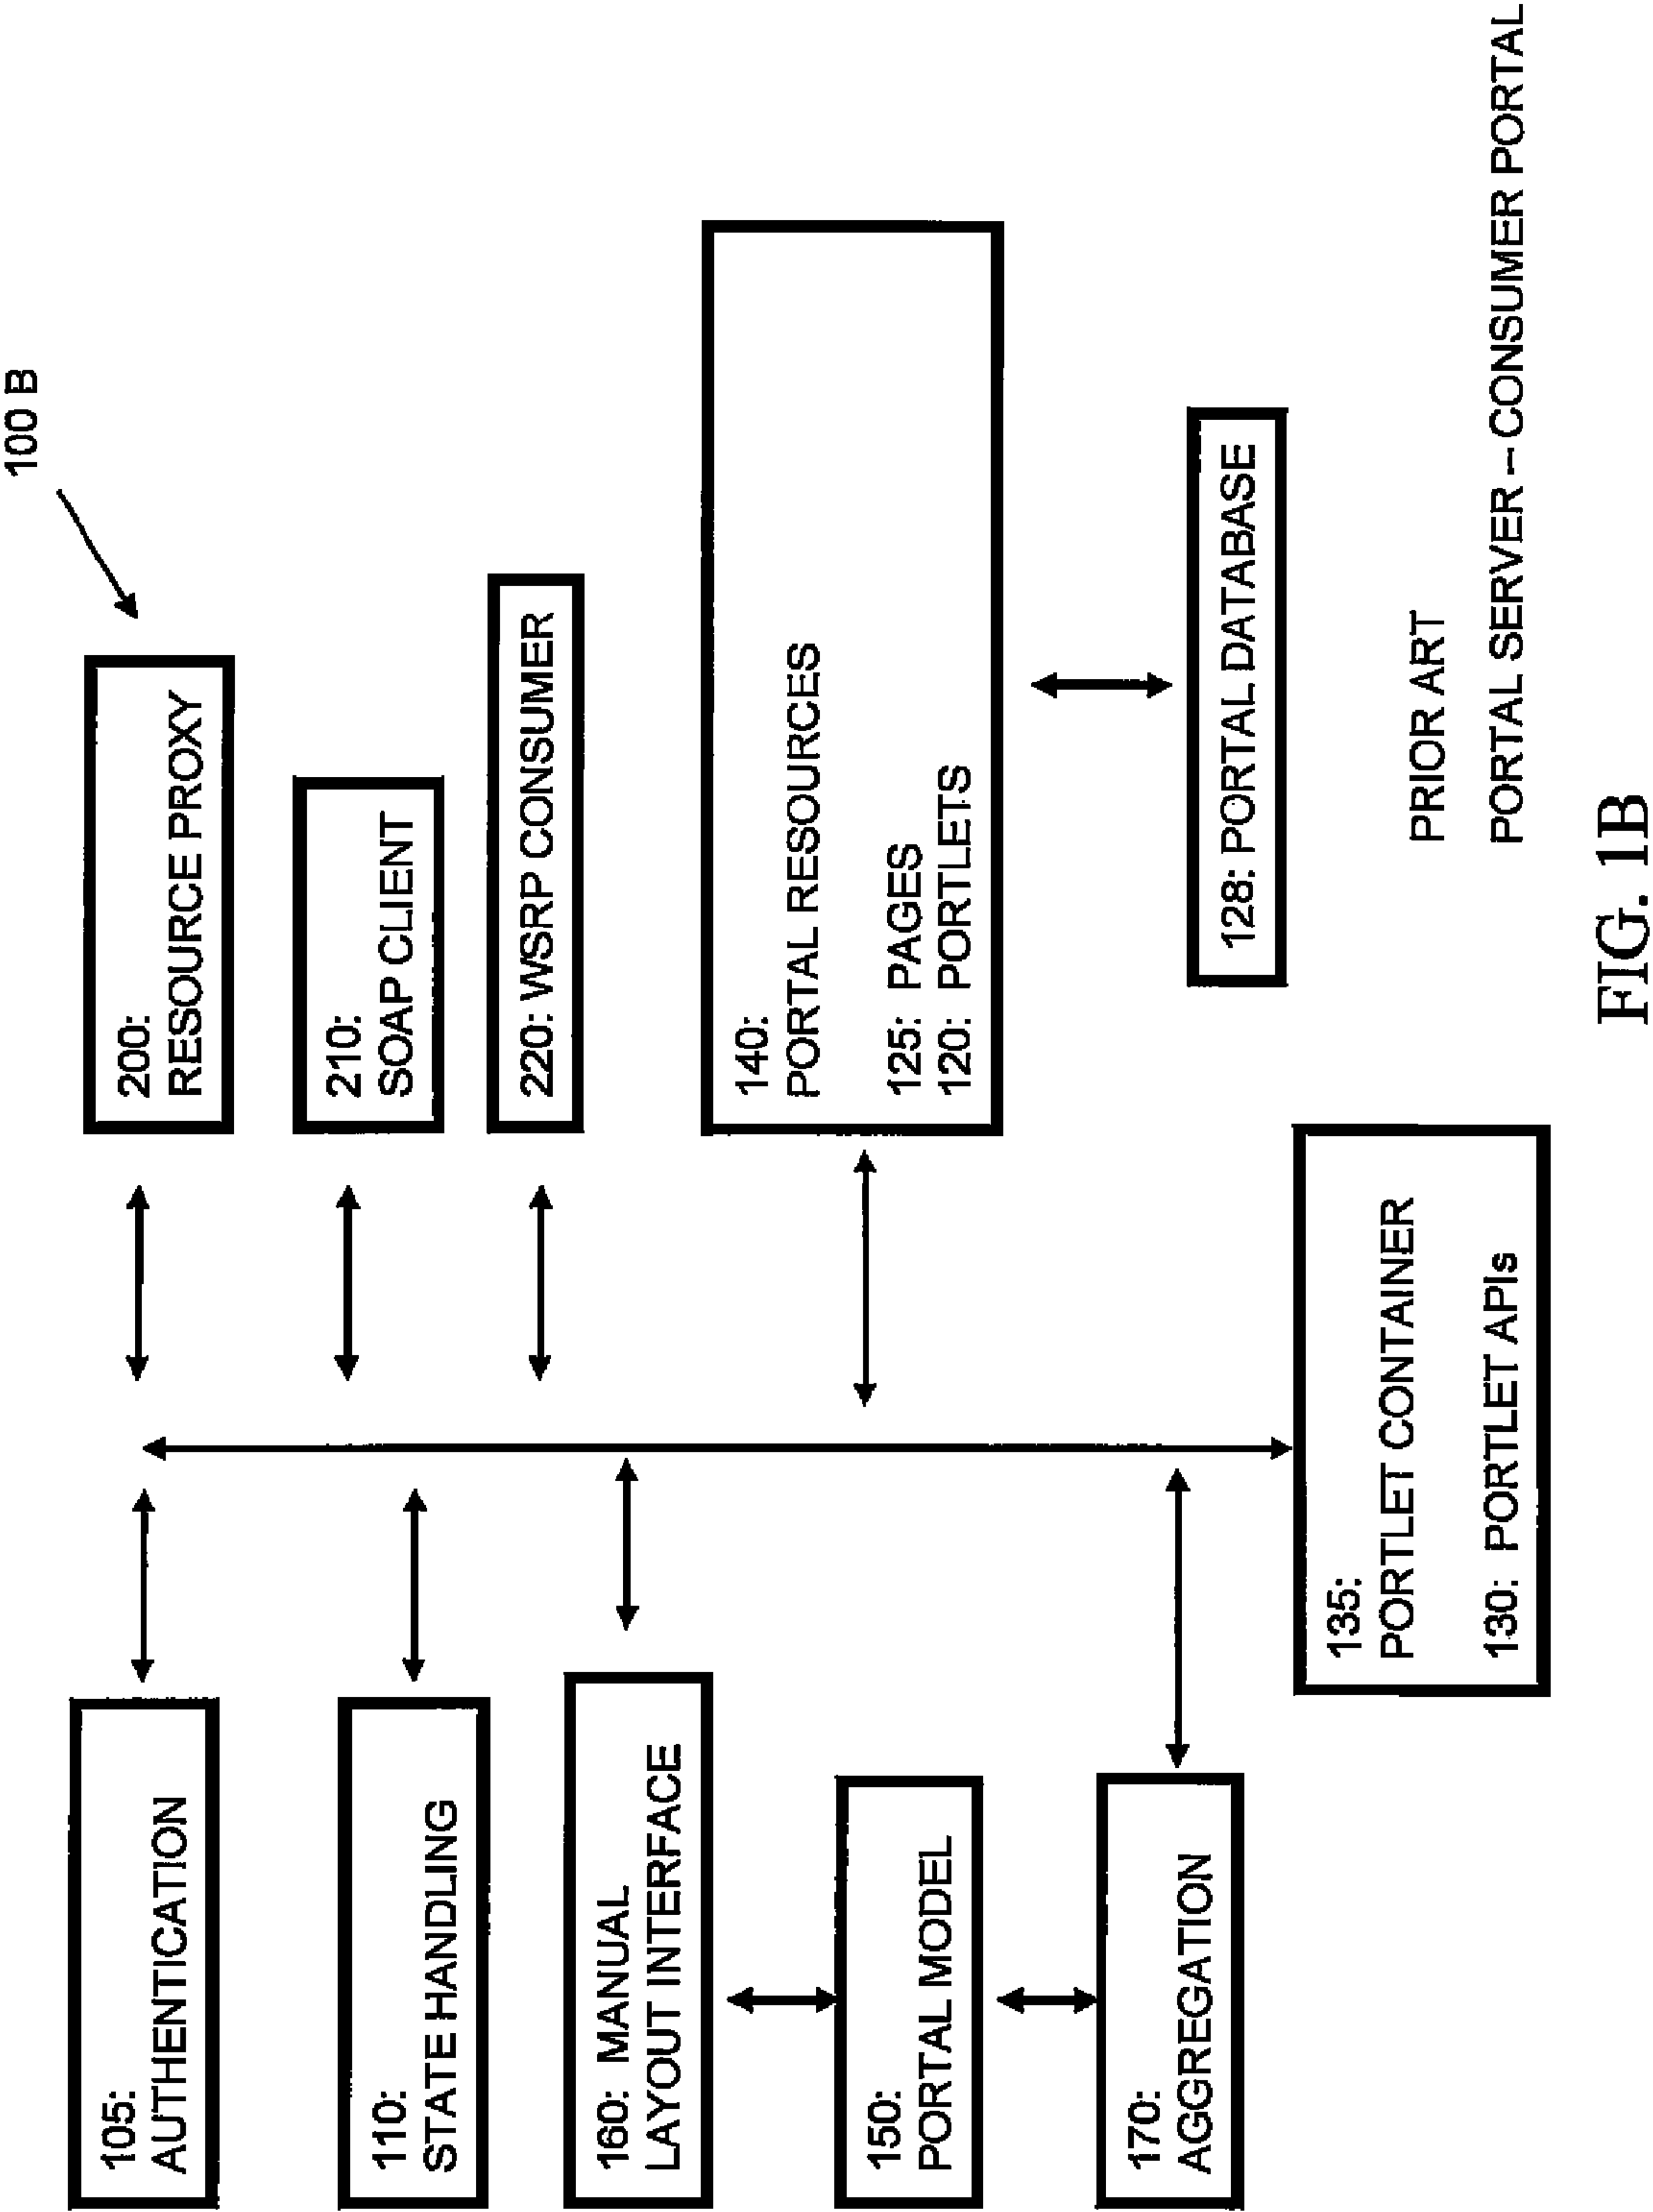 100 B
105:
AUTHENTICATION
110:
STATE HANDLING
160: MANUAL
LAYOUT INTERFACE
150:
PORTAL MODEL
170:
AGGREGATION
200:
RESOURCE PROXY
210:
SOAP CLIENT
220: WSRP CONSUMER
140:
PORTAL RESOURCES
125: PAGES
120: PORTLETS
128: PORTAL DATABASE
135:
PORTLET CONTAINER
130: PORTLET APIs
PRIOR ART
PORTAL SERVER -- CONSUMER PORTAL
FIG. 1B